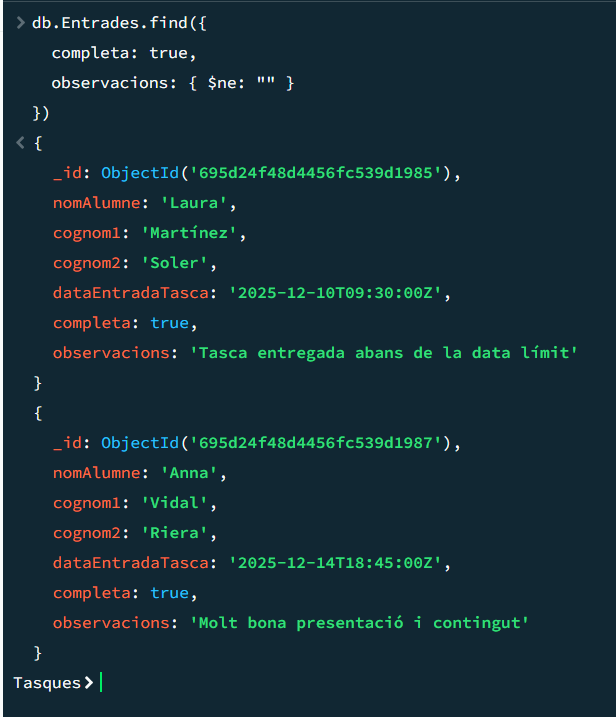 > db.Entrades.find({
    completa: true,
    observacions: { $ne: "" }
  })
< {
    _id: ObjectId('695d24f48d4456fc539d1985'),
    nomAlumne: 'Laura',
    cognom1: 'Martínez',
    cognom2: 'Soler',
    dataEntradaTasca: '2025-12-10T09:30:00Z',
    completa: true,
    observacions: 'Tasca entregada abans de la data límit'
  }
  {
    _id: ObjectId('695d24f48d4456fc539d1987'),
    nomAlumne: 'Anna',
    cognom1: 'Vidal',
    cognom2: 'Riera',
    dataEntradaTasca: '2025-12-14T18:45:00Z',
    completa: true,
    observacions: 'Molt bona presentació i contingut'
  }
Tasques>